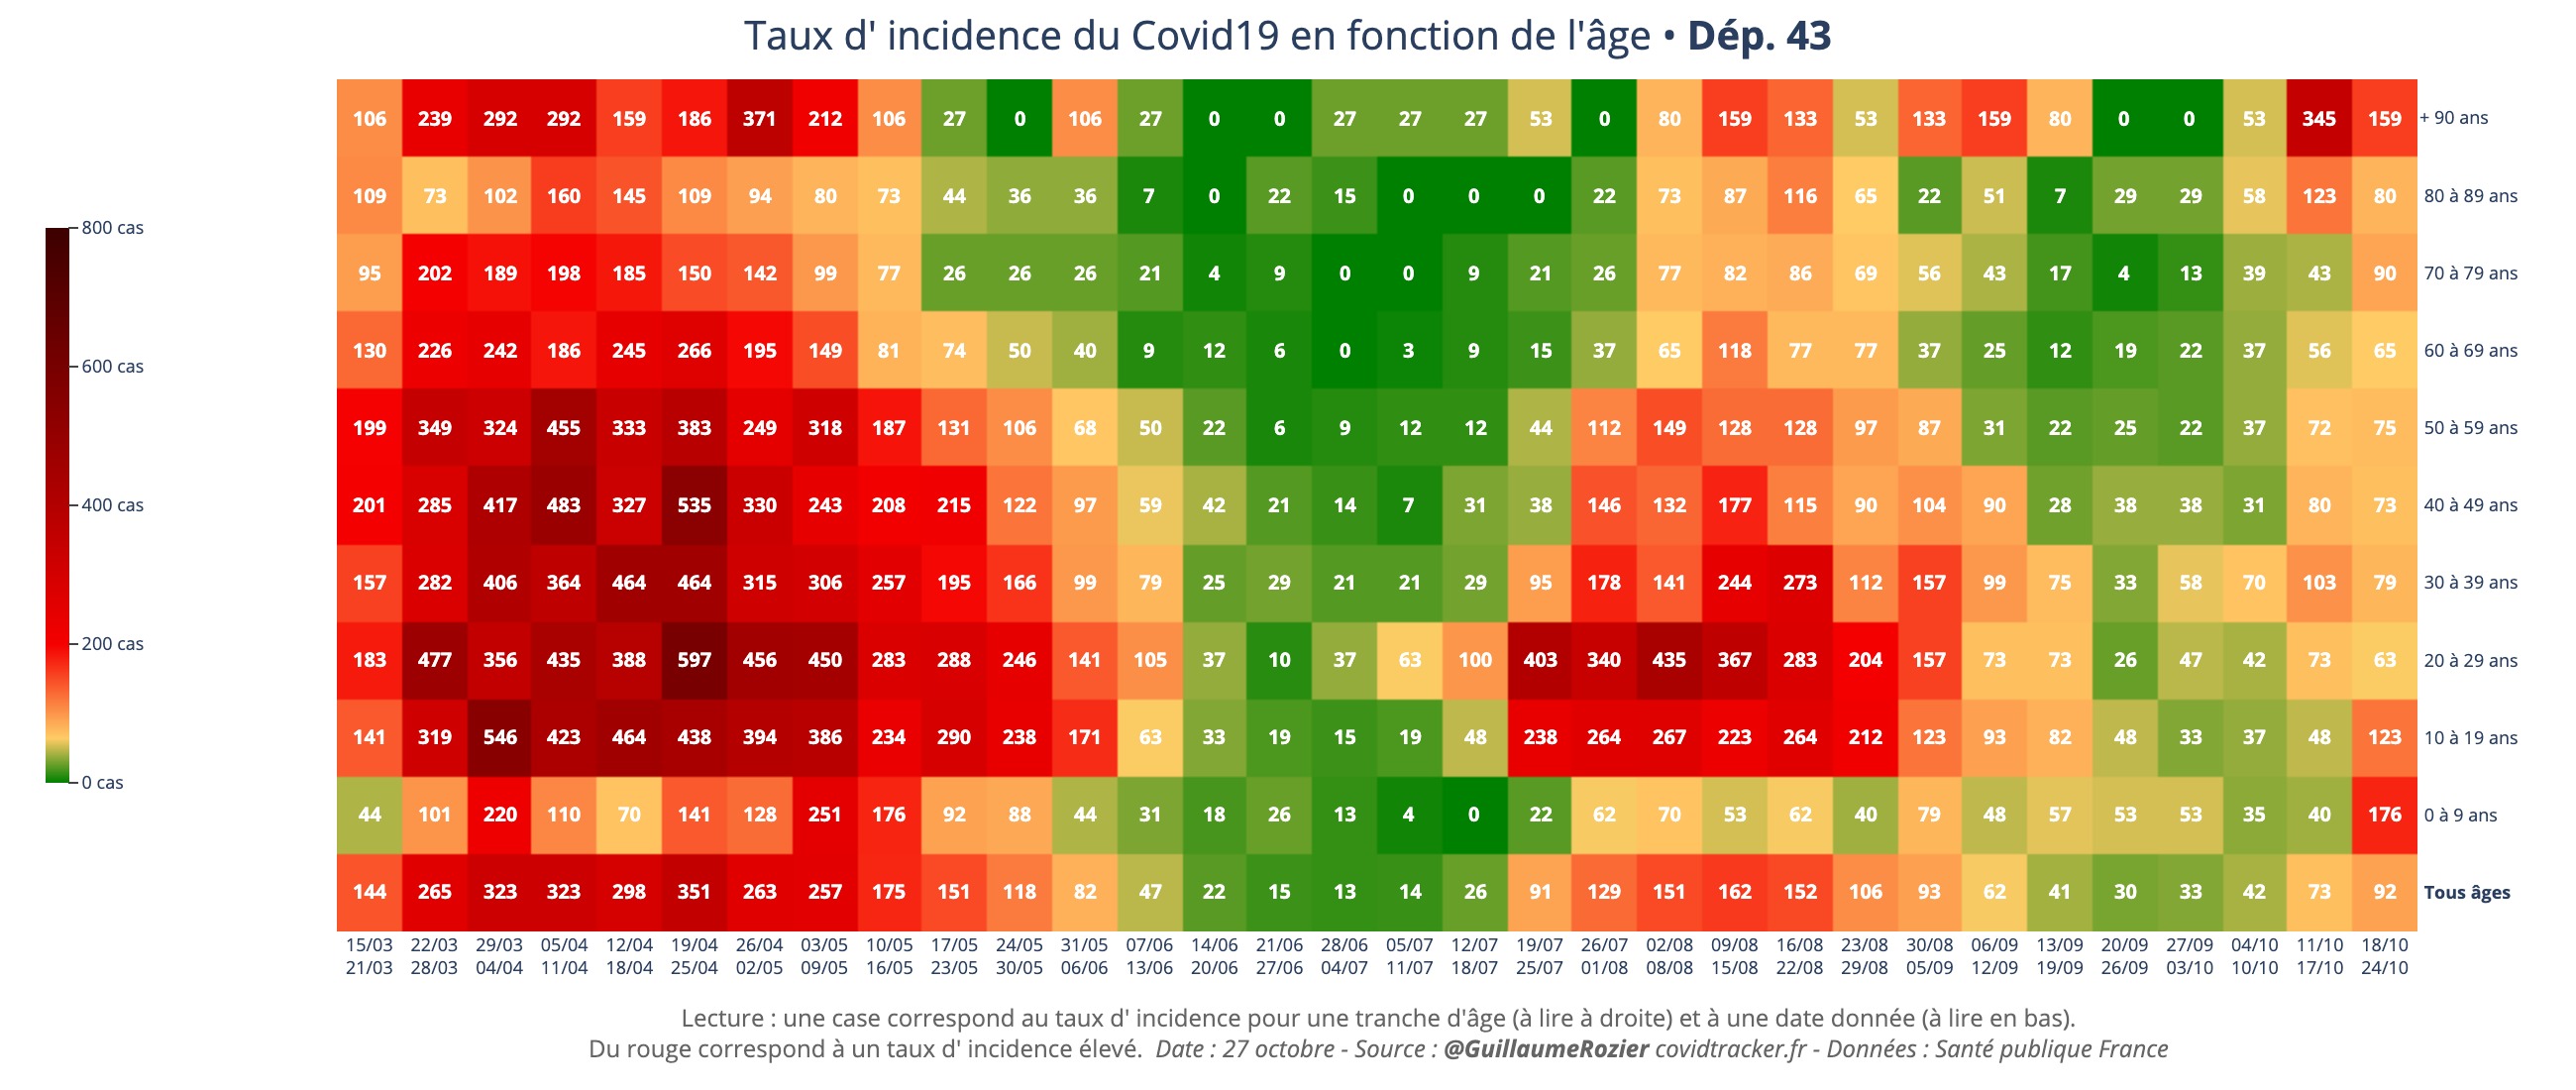 Taux d' incidence du Covid19 en fonction de l'âge • Dép. 43
800 cas
600 cas
400 cas
200 cas
0 cas
106 239 292 292 159 186 371 212 106 27 0 106 27 0 0 27 27 27 53 0 80 159 133 53 133 159 80 0 0 53 345 159 + 90 ans
109 73 102 160 145 109 94 80 73 44 36 36 7 0 22 15 0 0 0 22 73 87 116 65 22 51 7 29 29 58 123 80 80 à 89 ans
95 202 189 198 185 150 142 99 77 26 26 26 21 4 9 0 0 9 21 26 77 82 86 69 56 43 17 4 13 39 43 90 70 à 79 ans
130 226 242 186 245 266 195 149 81 74 50 40 9 12 6 0 3 9 15 37 65 118 77 77 37 25 12 19 22 37 56 65 60 à 69 ans
199 349 324 455 333 383 249 318 187 131 106 68 50 22 6 9 12 12 44 112 149 128 128 97 87 31 22 25 22 37 72 75 50 à 59 ans
201 285 417 483 327 535 330 243 208 215 122 97 59 42 21 14 7 31 38 146 132 177 115 90 104 90 28 38 38 31 80 73 40 à 49 ans
157 282 406 364 464 464 315 306 257 195 166 99 79 25 29 21 21 29 95 178 141 244 273 112 157 99 75 33 58 70 103 79 30 à 39 ans
183 477 356 435 388 597 456 450 283 288 246 141 105 37 10 37 63 100 403 340 435 367 283 204 157 73 73 26 47 42 73 63 20 à 29 ans
141 319 546 423 464 438 394 386 234 290 238 171 63 33 19 15 19 48 238 264 267 223 264 212 123 93 82 48 33 37 48 123 10 à 19 ans
44 101 220 110 70 141 128 251 176 92 88 44 31 18 26 13 4 0 22 62 70 53 62 40 79 48 57 53 53 35 40 176 0 à 9 ans
144 265 323 323 298 351 263 257 175 151 118 82 47 22 15 13 14 26 91 129 151 162 152 106 93 62 41 30 33 42 73 92 Tous âges
15/03 22/03 29/03 05/04 12/04 19/04 26/04 03/05 10/05 17/05 24/05 31/05 07/06 14/06 21/06 28/06 05/07 12/07 19/07 26/07 02/08 09/08 16/08 23/08 30/08 06/09 13/09 20/09 27/09 04/10 11/10 18/10
21/03 28/03 04/04 11/04 18/04 25/04 02/05 09/05 16/05 23/05 30/05 06/06 13/06 20/06 27/06 04/07 11/07 18/07 25/07 01/08 08/08 15/08 22/08 29/08 05/09 12/09 19/09 26/09 03/10 10/10 17/10 24/10
Lecture : une case correspond au taux d' incidence pour une tranche d'âge (à lire à droite) et à une date donnée (à lire en bas).
Du rouge correspond à un taux d' incidence élevé. Date : 27 octobre - Source : @GuillaumeRozier covidtracker.fr - Données : Santé publique France